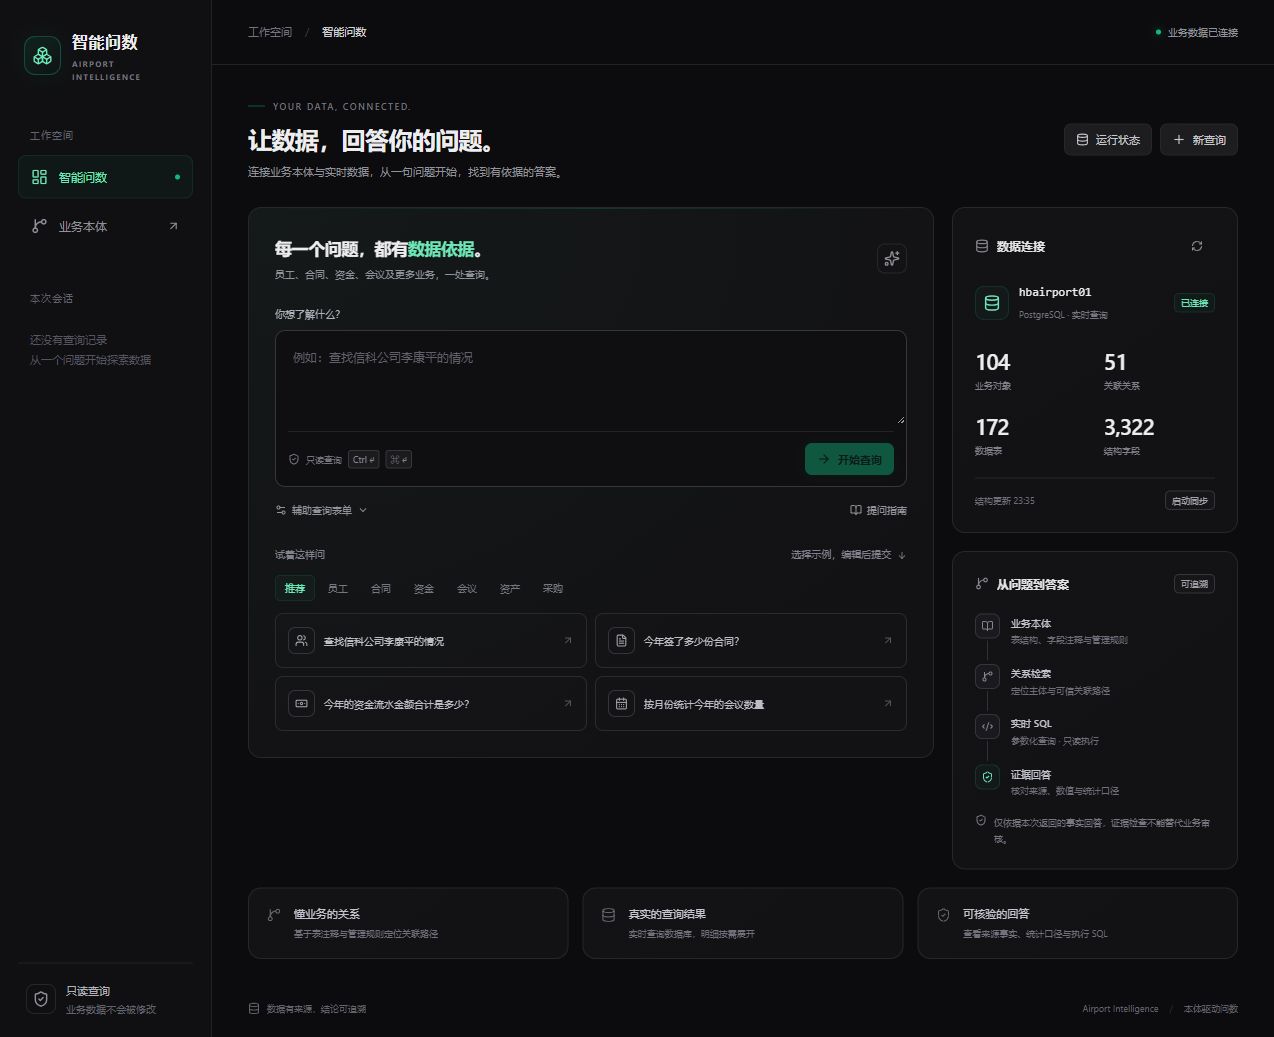 智能问数
AIRPORT
INTELLIGENCE
工作空间
智能问数
业务本体
本次会话
还没有查询记录
从一个问题开始探索数据
只读查询
业务数据不会被修改
工作空间 / 智能问数
业务数据已连接
YOUR DATA, CONNECTED.
让数据，回答你的问题。
连接业务本体与实时数据，从一句问题开始，找到有依据的答案。
运行状态
新查询
每一个问题，都有数据依据。
员工、合同、资金、会议及更多业务，一处查询。
你想了解什么?
例如：查找信科公司李康平的情况
只读查询 Ctrl ↵ ⌘ ↵
开始查询
辅助查询表单
提问指南
试着这样问
选择示例，编辑后提交 ↓
推荐 员工 合同 资金 会议 资产 采购
查找信科公司李康平的情况
今年签了多少份合同?
今年的资金流水金额合计是多少?
按月份统计今年的会议数量
数据连接
hbairport01
PostgreSQL · 实时查询
已连接
104
业务对象
51
关联关系
172
数据表
3,322
结构字段
结构更新 23:35
启动同步
从问题到答案
可追溯
业务本体
表结构、字段注释与管理规则
关系检索
定位主体与可信关联路径
实时 SQL
参数化查询 · 只读执行
证据回答
核对来源、数值与统计口径
仅依据本次返回的事实回答，证据检查不能替代业务审
核。
懂业务的关系
基于表注释与管理规则定位关联路径
真实的查询结果
实时查询数据库，明细按需展开
可核验的回答
查看来源事实、统计口径与执行 SQL
数据有来源，结论可追溯
Airport Intelligence / 本体驱动问数